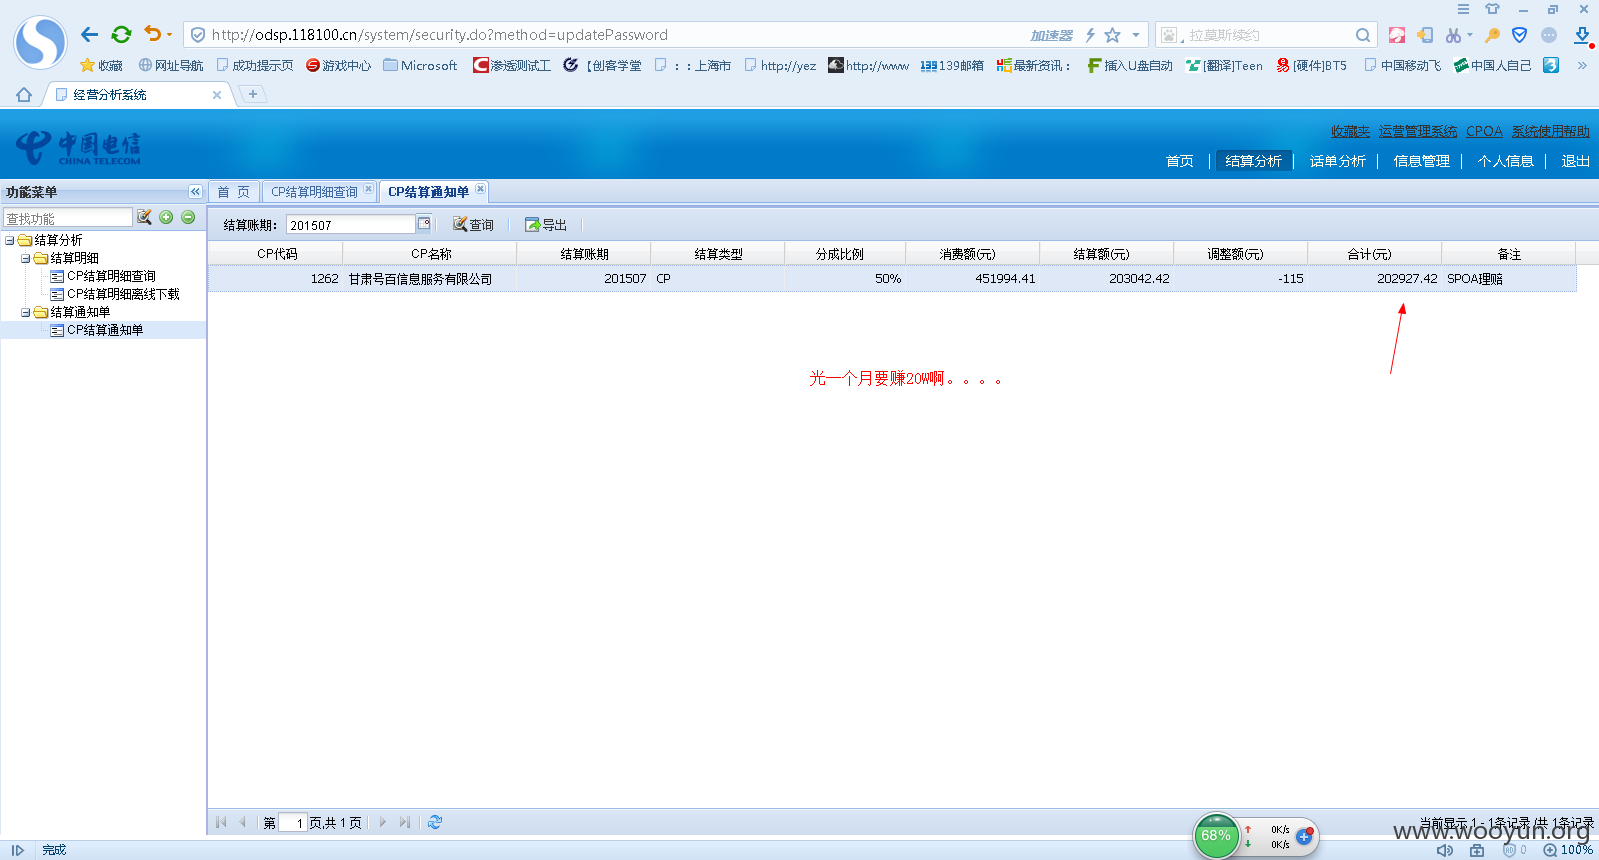 http://odsp.118100.cn/system/security.do?method=updatePassword
加速器
拉莫斯续约
收藏 网址导航 成功提示页 游戏中心 Microsoft 渗透测试工 【创客学堂 ：：上海市 http://yez http://www 139邮箱 最新资讯： 插入U盘自动 [翻译]Teen [硬件]BT5 中国移动飞 中国人自己
经营分析系统
收藏夹 运营管理系统 CPOA 系统使用帮助
中国电信
CHINA TELECOM
首页 结算分析 话单分析 信息管理 个人信息 退出
功能菜单
首 页 CP结算明细查询 CP结算通知单
查找功能
结算账期： 201507 查询 导出
结算分析
结算明细
CP结算明细查询
CP结算明细离线下载
结算通知单
CP结算通知单
CP代码 CP名称 结算账期 结算类型 分成比例 消费额(元) 结算额(元) 调整额(元) 合计(元) 备注
1262 甘肃号百信息服务有限公司 201507 CP 50% 451994.41 203042.42 -115 202927.42 SPOA理赔
光一个月要赚20W啊。。。。
第 1 页,共 1 页
当前显示 1 - 1条记录 /共 1条记录
68% 0K/s
0K/s
www.wooyun.org
完成
0 100%